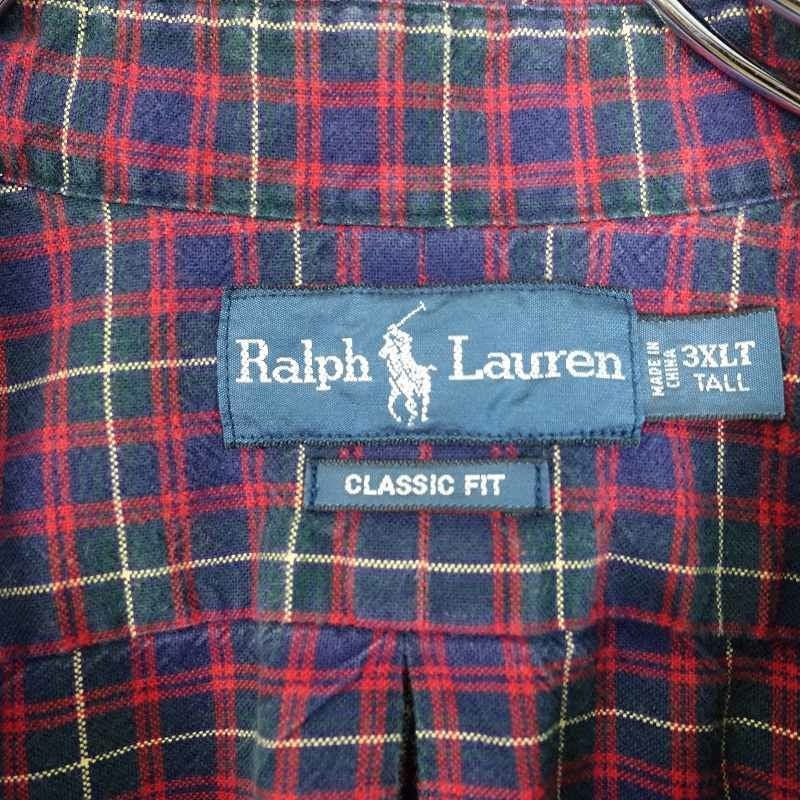 Ralph Lauren
MADE IN
CHINA
3XLT
TALL
CLASSIC FIT